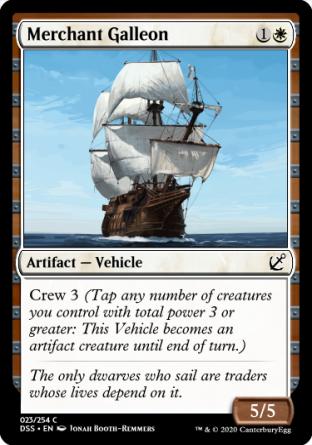 Merchant Galleon 1
Artifact — Vehicle
Crew 3 (Tap any number of creatures
you control with total power 3 or
greater: This Vehicle becomes an
artifact creature until end of turn.)
The only dwarves who sail are traders
whose lives depend on it.
5/5
023/254 C
DSS • EN Jonah Booth-Remmers
™ & © 2020 CanterburyEgg